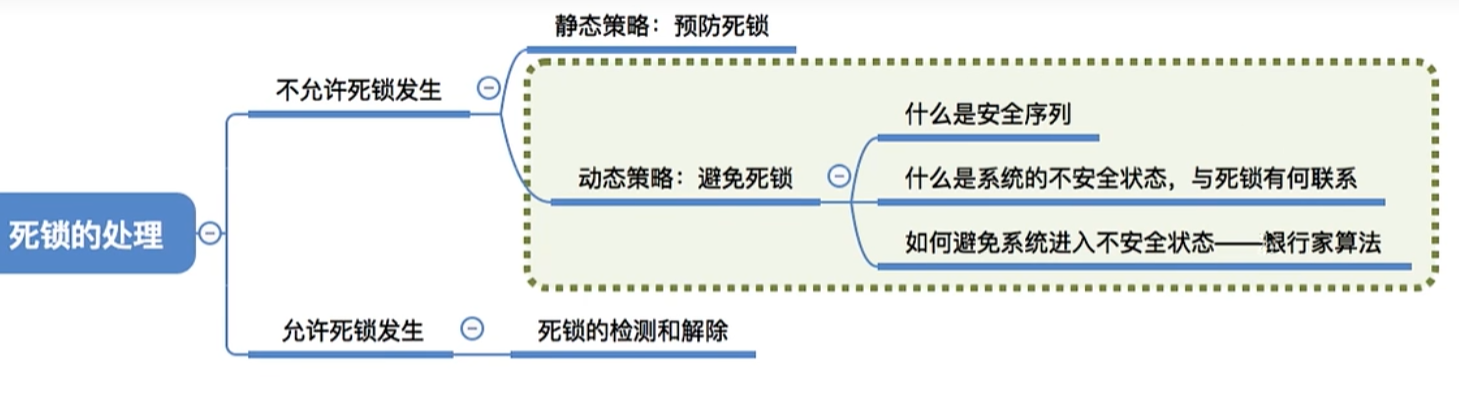 静态策略：预防死锁
不允许死锁发生
什么是安全序列
动态策略：避免死锁
什么是系统的不安全状态，与死锁有何联系
死锁的处理
如何避免系统进入不安全状态——银行家算法
允许死锁发生
死锁的检测和解除